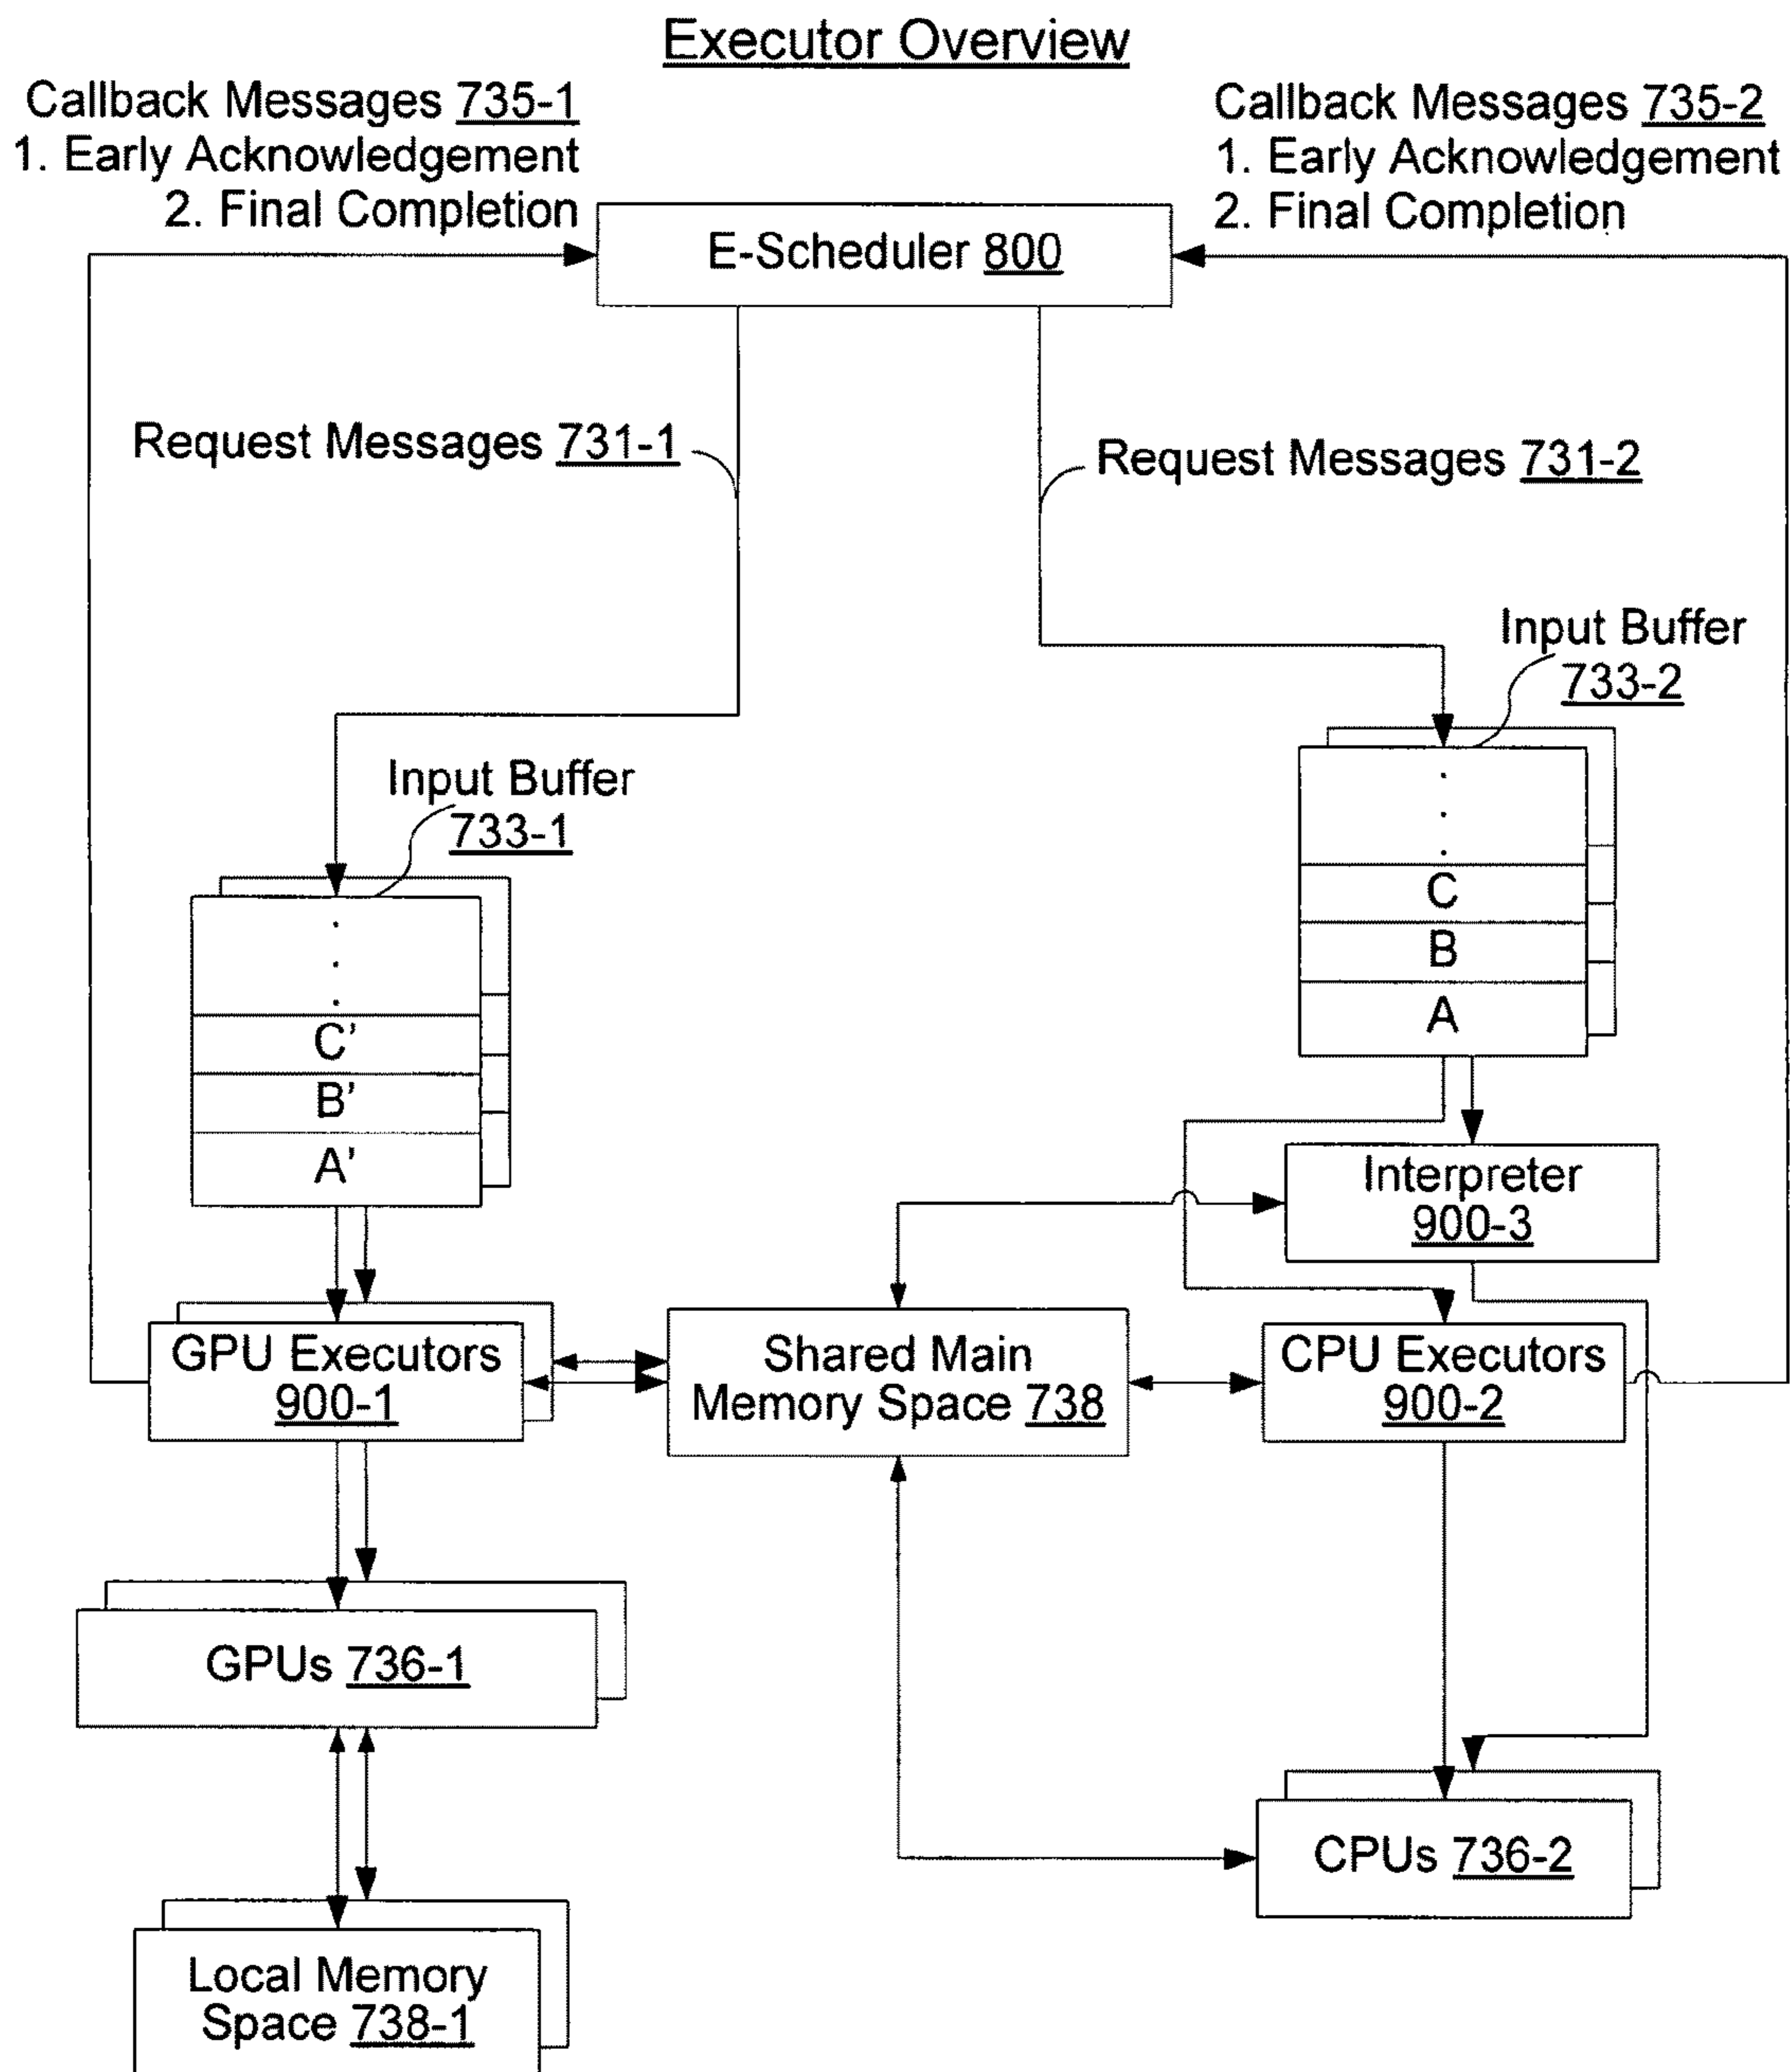 Executor Overview
Callback Messages 735-1
1. Early Acknowledgement
2. Final Completion
Callback Messages 735-2
1. Early Acknowledgement
2. Final Completion
E-Scheduler 800
Request Messages 731-1
Request Messages 731-2
Input Buffer
733-2
Input Buffer
733-1
C
B
A
C'
B'
A'
Interpreter
900-3
GPU Executors
900-1
Shared Main
Memory Space 738
CPU Executors
900-2
GPUs 736-1
CPUs 736-2
Local Memory
Space 738-1